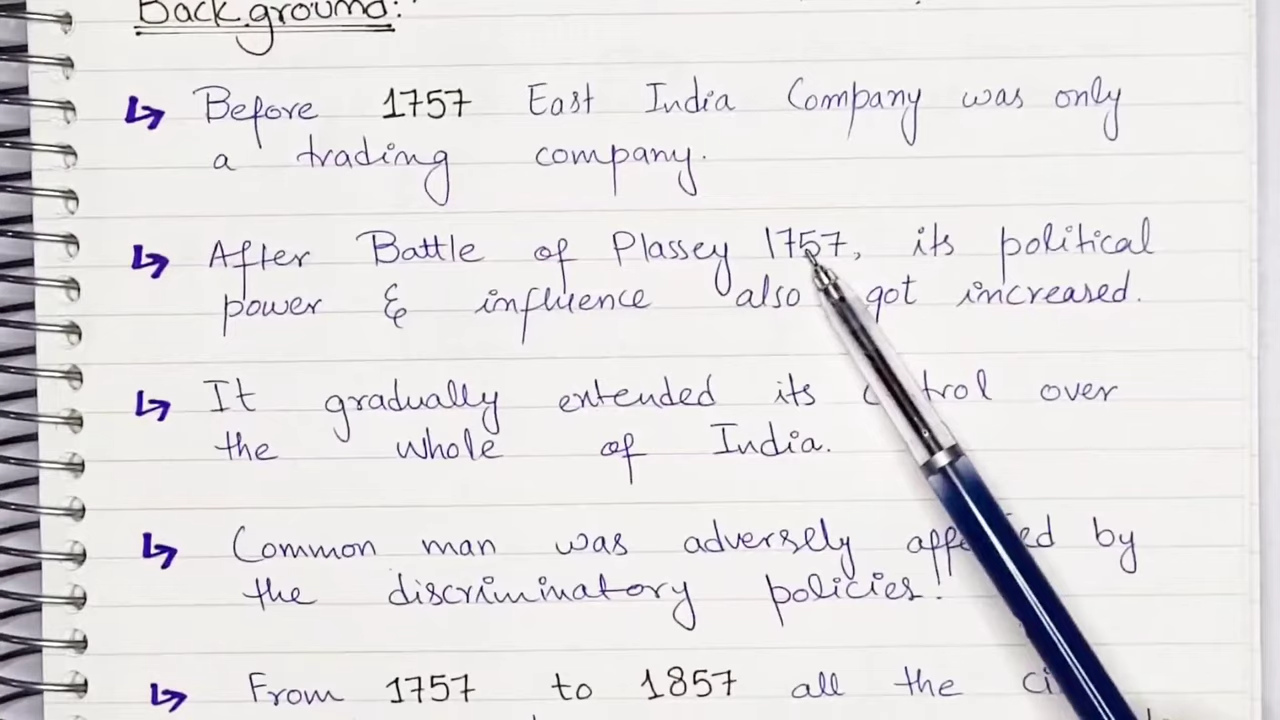 Background:
↳ Before 1757 East India Company was only
a trading company.
↳ After Battle of Plassey 1757, its political
power & influence also got increased.
↳ It gradually extended its over
the whole of India.
↳ Common man was adversely by
the discriminatory policies!
↳ From 1757 to 1857 all the